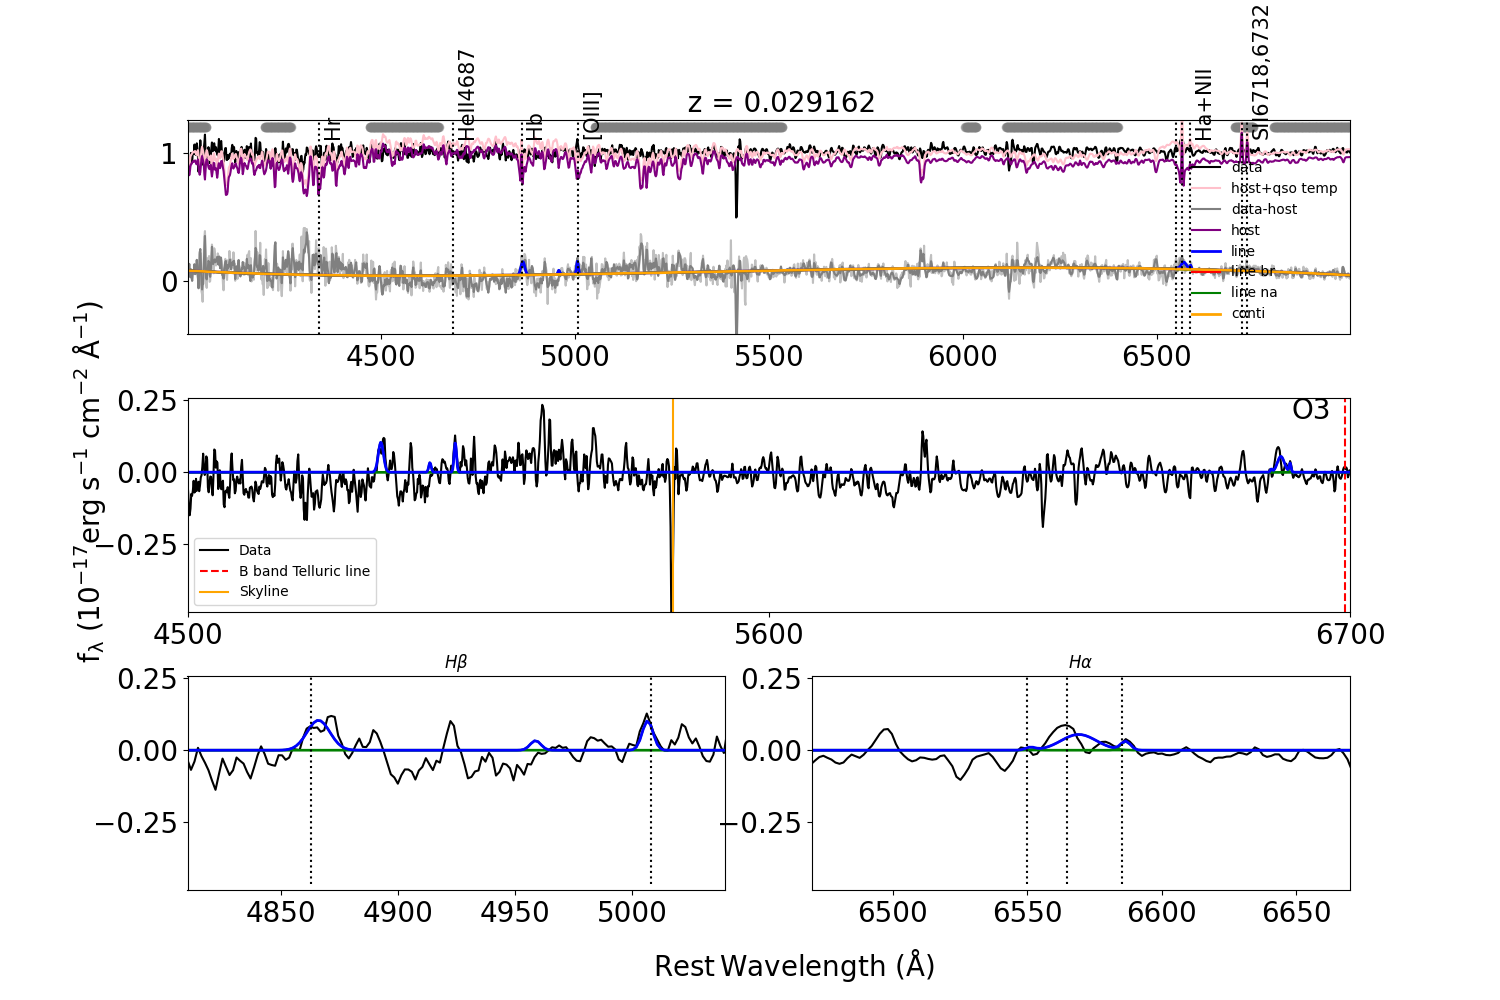 z = 0.029162
Hr
HeII4687
Hb
[OIII]
Ha+NII
SII6718,6732
1
0
data
host+qso temp
data-host
host
line
line br
line na
conti
4500 5000 5500 6000 6500
f_λ (10^−17 erg s^−1 cm^−2 Å^−1)
0.25
0.00
−0.25
O3
Data
B band Telluric line
Skyline
4500 5600 6700
Hβ
0.25
0.00
−0.25
4850 4900 4950 5000
Hα
0.25
0.00
−0.25
6500 6550 6600 6650
Rest Wavelength (Å)